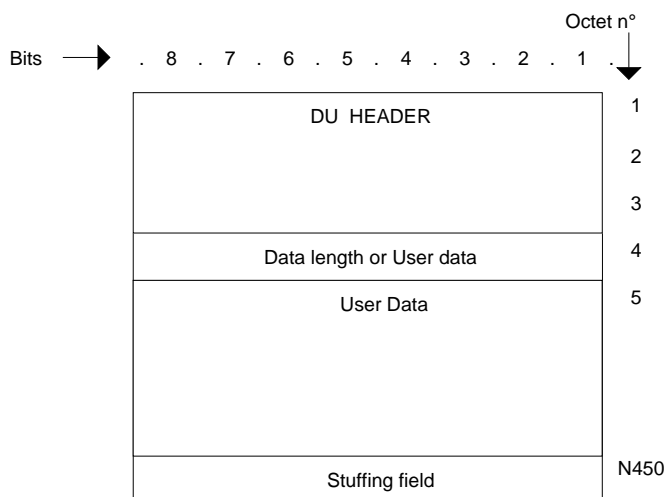 Octet n°
Bits . 8 . 7 . 6 . 5 . 4 . 3 . 2 . 1 .
DU HEADER 1
2
3
Data length or User data 4
User Data 5
N450
Stuffing field